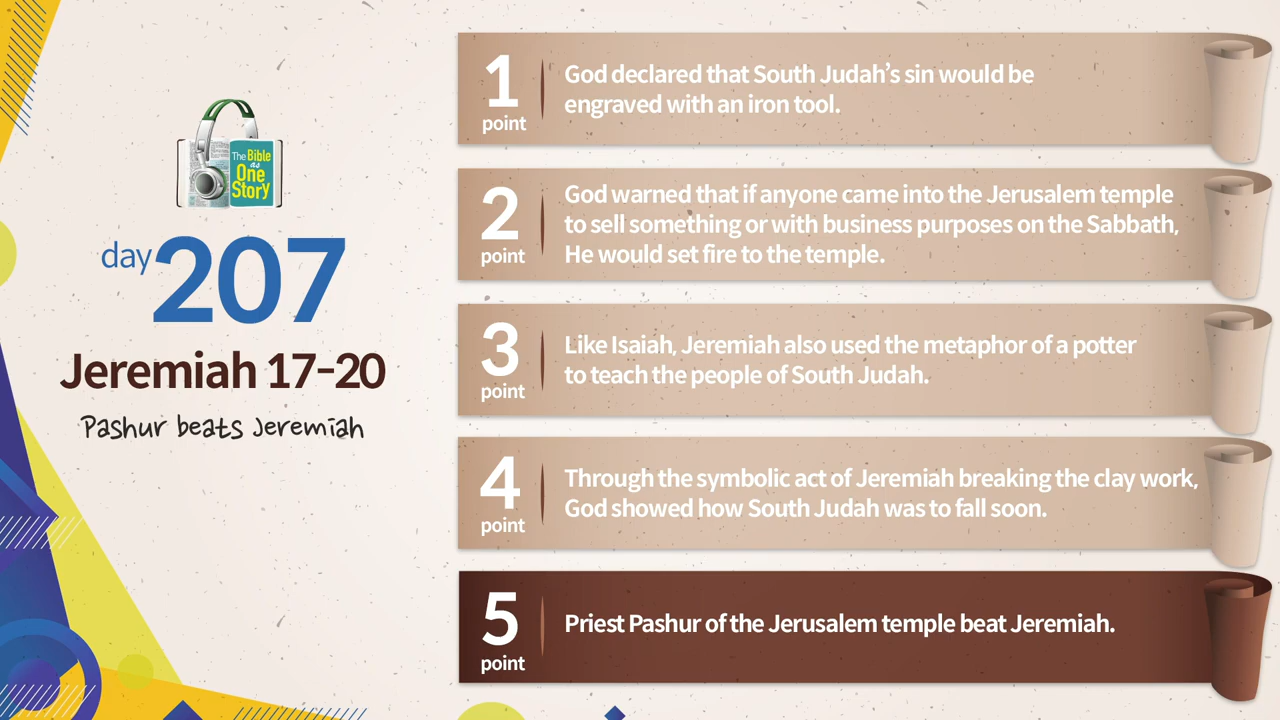 The Bible
as
One
Story
day 207
Jeremiah 17-20
Pashur beats Jeremiah
1
point
God declared that South Judah's sin would be
engraved with an iron tool.
2
point
God warned that if anyone came into the Jerusalem temple
to sell something or with business purposes on the Sabbath,
He would set fire to the temple.
3
point
Like Isaiah, Jeremiah also used the metaphor of a potter
to teach the people of South Judah.
4
point
Through the symbolic act of Jeremiah breaking the clay work,
God showed how South Judah was to fall soon.
5
point
Priest Pashur of the Jerusalem temple beat Jeremiah.